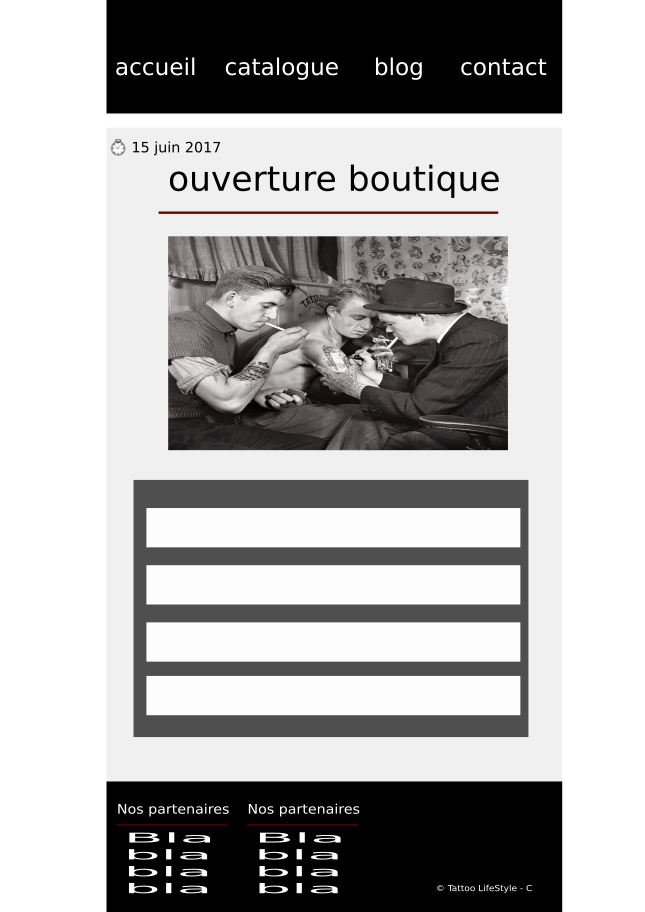 accueil catalogue blog contact
15 juin 2017
ouverture boutique
TATOO
Nos partenaires
Bla
bla
bla
bla
Nos partenaires
Bla
bla
bla
bla
© Tattoo LifeStyle - C